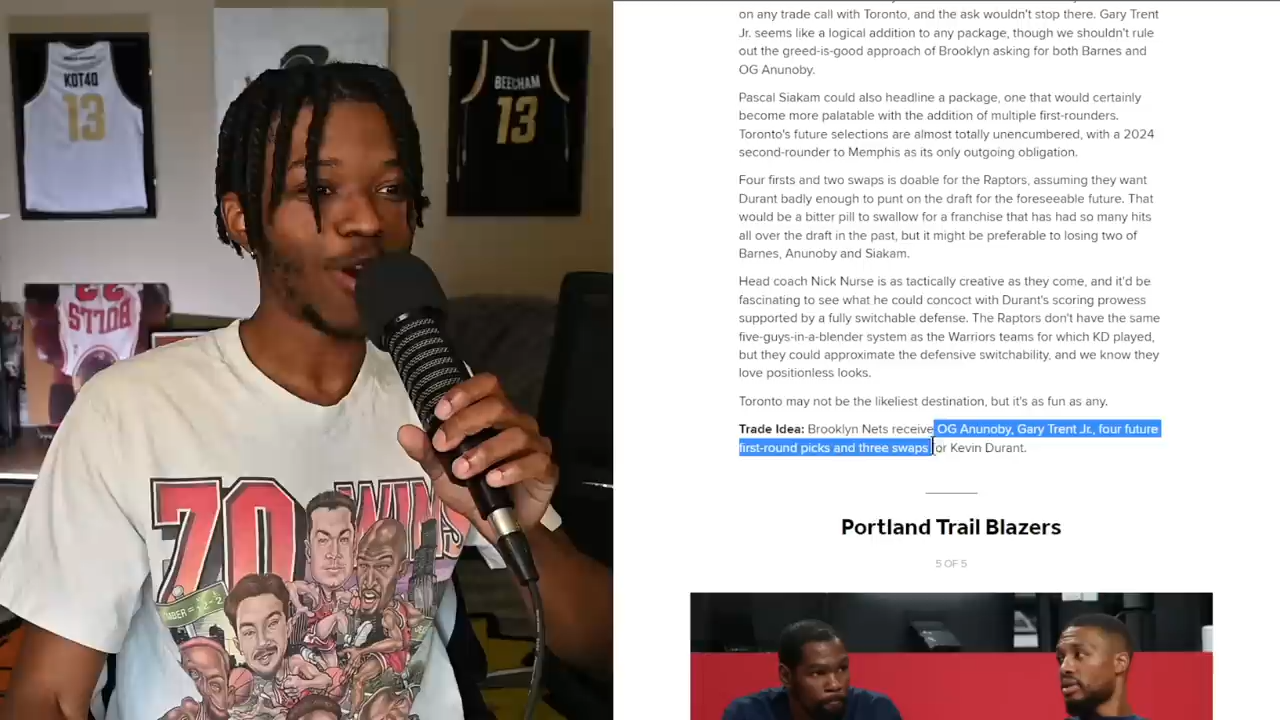 KOT4Q
13
BEECHAM
13
BULLS
70 WINS
on any trade call with Toronto, and the ask wouldn't stop there. Gary Trent
Jr. seems like a logical addition to any package, though we shouldn't rule
out the greed-is-good approach of Brooklyn asking for both Barnes and
OG Anunoby.
Pascal Siakam could also headline a package, one that would certainly
become more palatable with the addition of multiple first-rounders.
Toronto's future selections are almost totally unencumbered, with a 2024
second-rounder to Memphis as its only outgoing obligation.
Four firsts and two swaps is doable for the Raptors, assuming they want
Durant badly enough to punt on the draft for the foreseeable future. That
would be a bitter pill to swallow for a franchise that has had so many hits
all over the draft in the past, but it might be preferable to losing two of
Barnes, Anunoby and Siakam.
Head coach Nick Nurse is as tactically creative as they come, and it'd be
fascinating to see what he could concoct with Durant's scoring prowess
supported by a fully switchable defense. The Raptors don't have the same
five-guys-in-a-blender system as the Warriors teams for which KD played,
but they could approximate the defensive switchability, and we know they
love positionless looks.
Toronto may not be the likeliest destination, but it's as fun as any.
Trade Idea: Brooklyn Nets receive OG Anunoby, Gary Trent Jr., four future
first-round picks and three swaps for Kevin Durant.
Portland Trail Blazers
5 OF 5